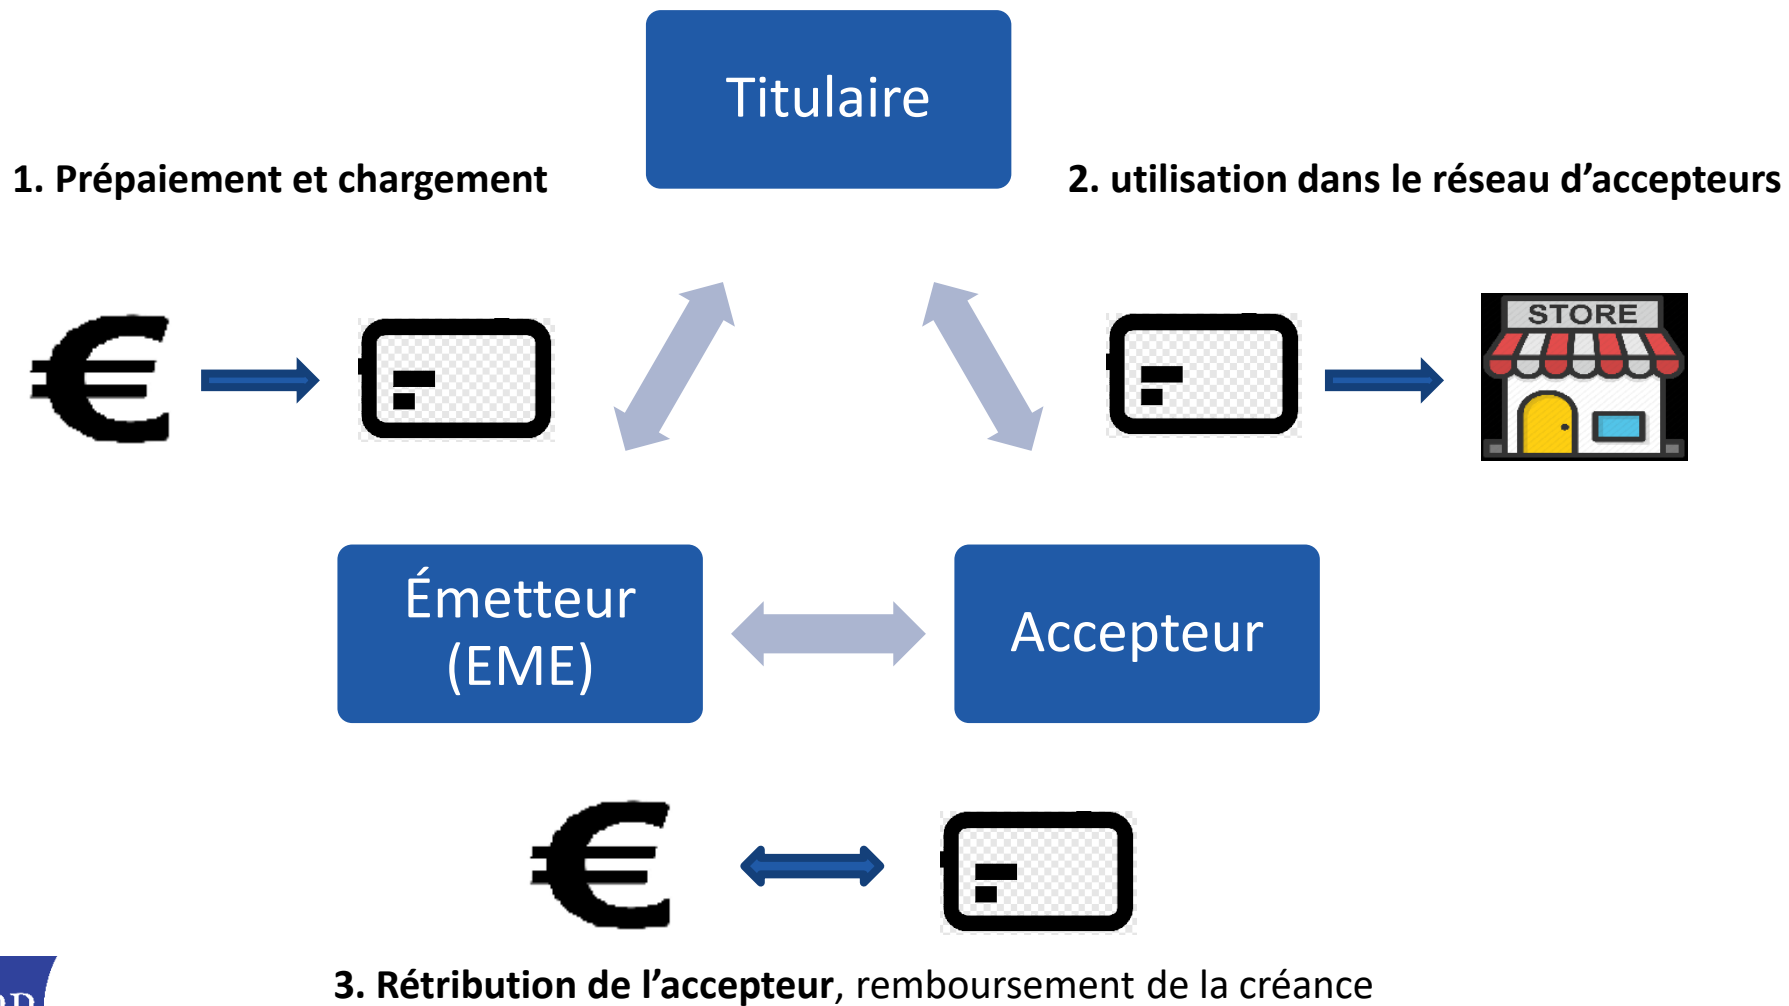 Titulaire
1. Prépaiement et chargement
2. utilisation dans le réseau d’accepteurs
STORE
Émetteur
(EME)
Accepteur
3. Rétribution de l’accepteur, remboursement de la créance